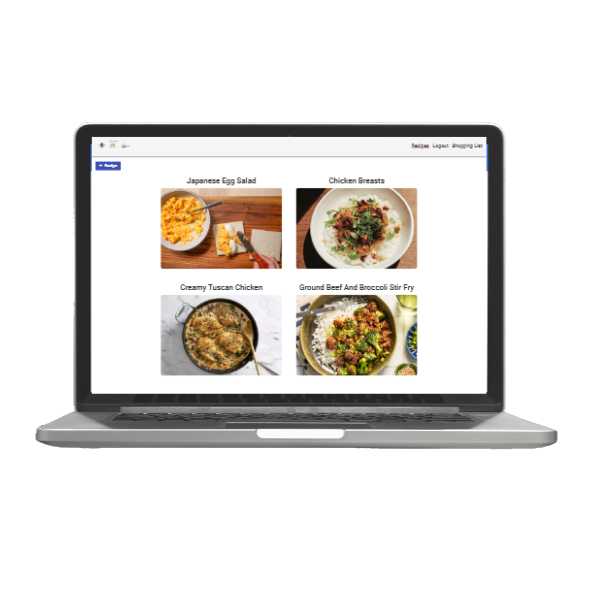 Recipes Logout Shopping List
+ Recipe
Japanese Egg Salad
Chicken Breasts
Creamy Tuscan Chicken
Ground Beef And Broccoli Stir Fry